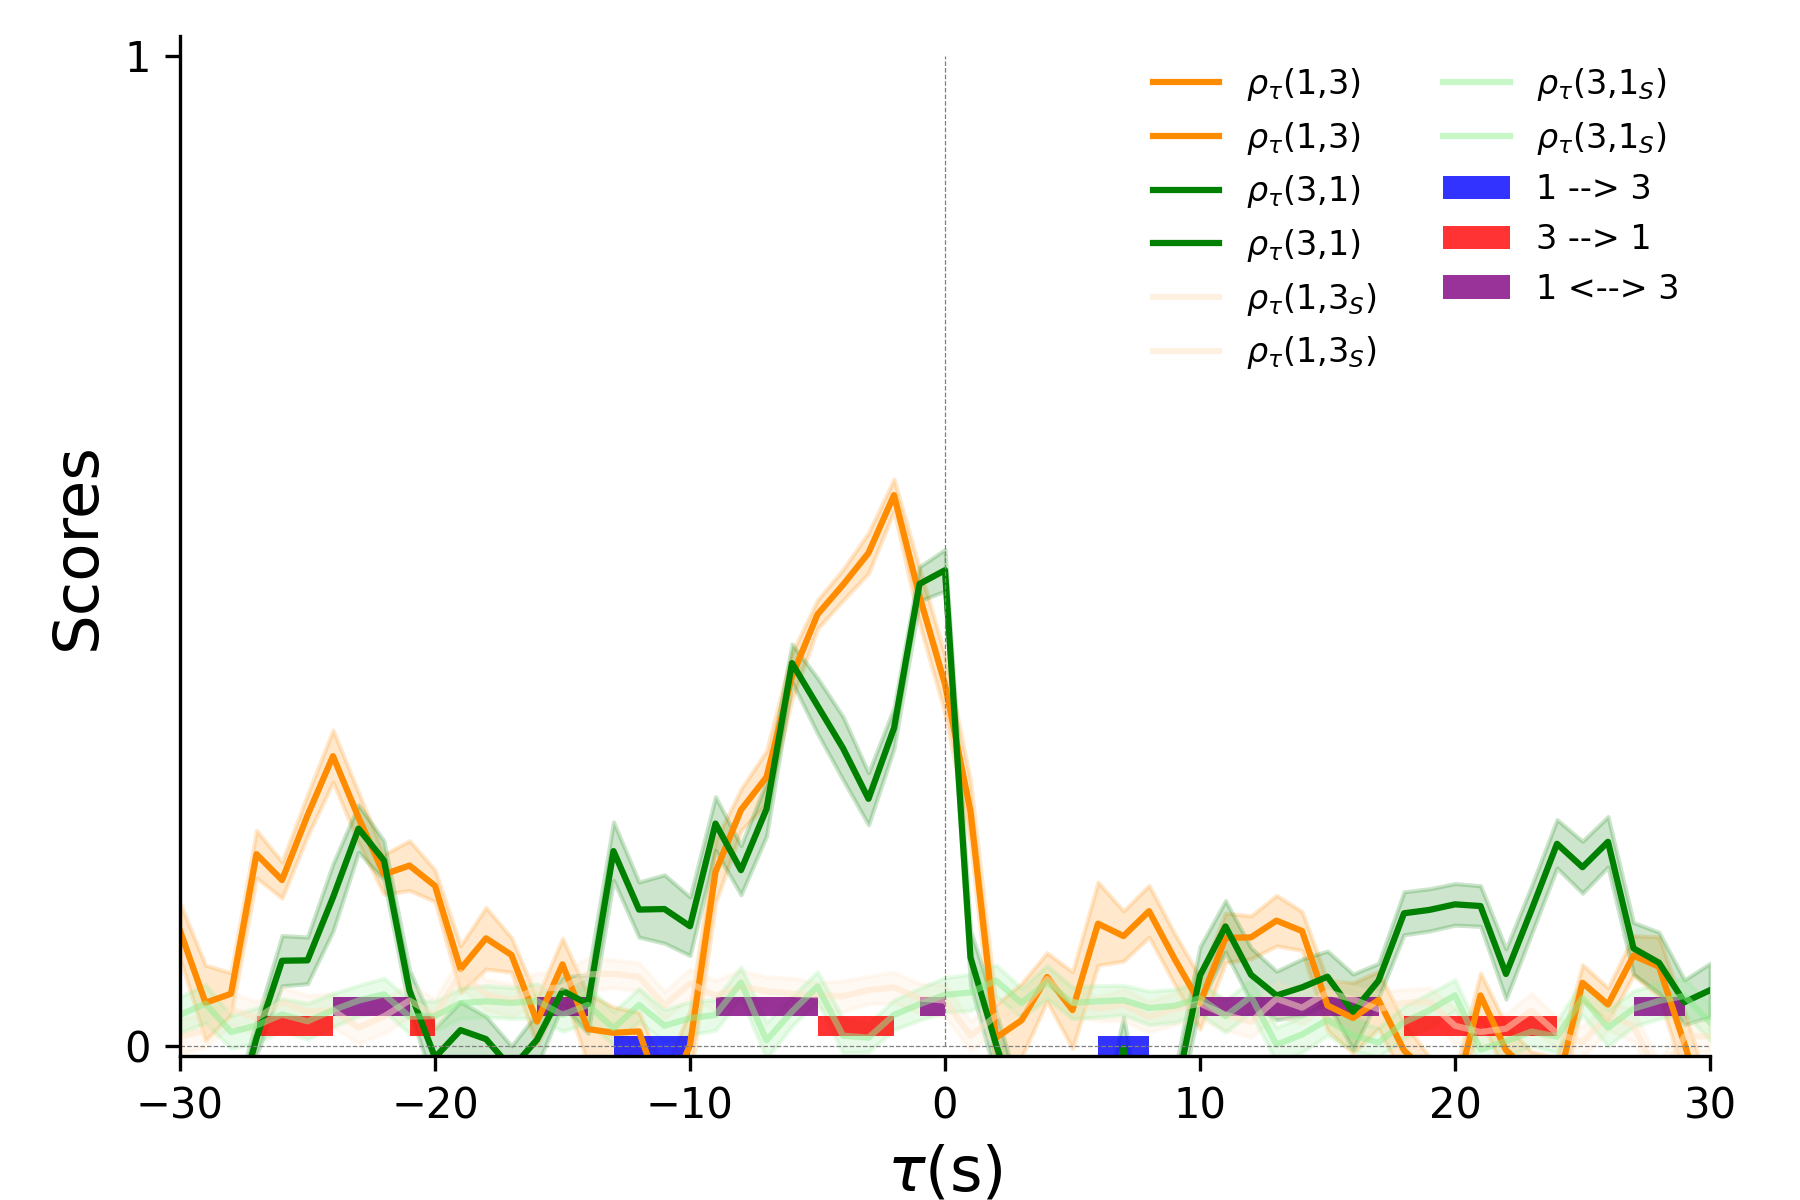 1
ρτ(1,3)
ρτ(1,3)
ρτ(3,1)
ρτ(3,1)
ρτ(1,3S)
ρτ(1,3S)
ρτ(3,1S)
ρτ(3,1S)
1 --> 3
3 --> 1
1 <--> 3
Scores
0
−30 −20 −10 0 10 20 30
τ(s)